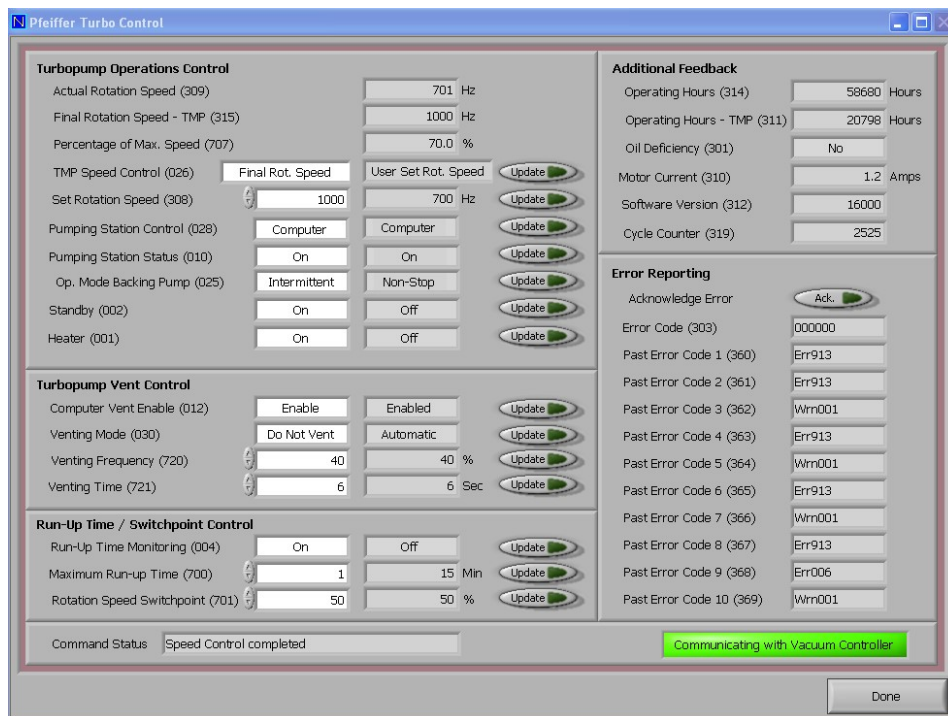 Pfeiffer Turbo Control
Turbopump Operations Control
Actual Rotation Speed (309) 701 Hz
Final Rotation Speed - TMP (315) 1000 Hz
Percentage of Max. Speed (707) 70.0 %
TMP Speed Control (026) Final Rot. Speed User Set Rot. Speed Update
Set Rotation Speed (308) 1000 700 Hz Update
Pumping Station Control (028) Computer Computer Update
Pumping Station Status (010) On On Update
Op. Mode Backing Pump (025) Intermittent Non-Stop Update
Standby (002) On Off Update
Heater (001) On Off Update
Turbopump Vent Control
Computer Vent Enable (012) Enable Enabled Update
Venting Mode (030) Do Not Vent Automatic Update
Venting Frequency (720) 40 40 % Update
Venting Time (721) 6 6 Sec Update
Run-Up Time / Switchpoint Control
Run-Up Time Monitoring (004) On Off Update
Maximum Run-up Time (700) 1 15 Min Update
Rotation Speed Switchpoint (701) 50 50 % Update
Additional Feedback
Operating Hours (314) 58680 Hours
Operating Hours - TMP (311) 20798 Hours
Oil Deficiency (301) No
Motor Current (310) 1.2 Amps
Software Version (312) 16000
Cycle Counter (319) 2525
Error Reporting
Acknowledge Error Ack.
Error Code (303) 000000
Past Error Code 1 (360) Err913
Past Error Code 2 (361) Err913
Past Error Code 3 (362) Wrn001
Past Error Code 4 (363) Err913
Past Error Code 5 (364) Wrn001
Past Error Code 6 (365) Err913
Past Error Code 7 (366) Wrn001
Past Error Code 8 (367) Err913
Past Error Code 9 (368) Err006
Past Error Code 10 (369) Wrn001
Command Status Speed Control completed
Communicating with Vacuum Controller
Done